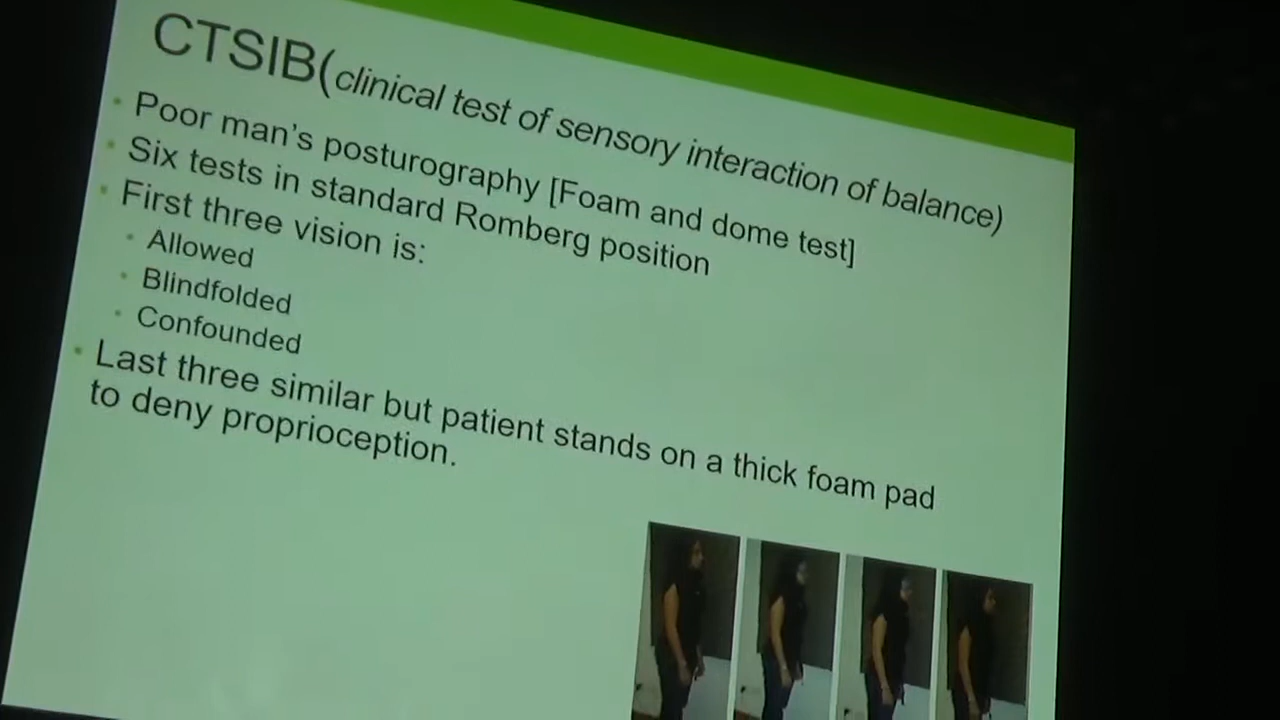 CTSIB(clinical test of sensory interaction of balance)
Poor man's posturography [Foam and dome test]
Six tests in standard Romberg position
First three vision is:
Allowed
Blindfolded
Confounded
Last three similar but patient stands on a thick foam pad
to deny proprioception.